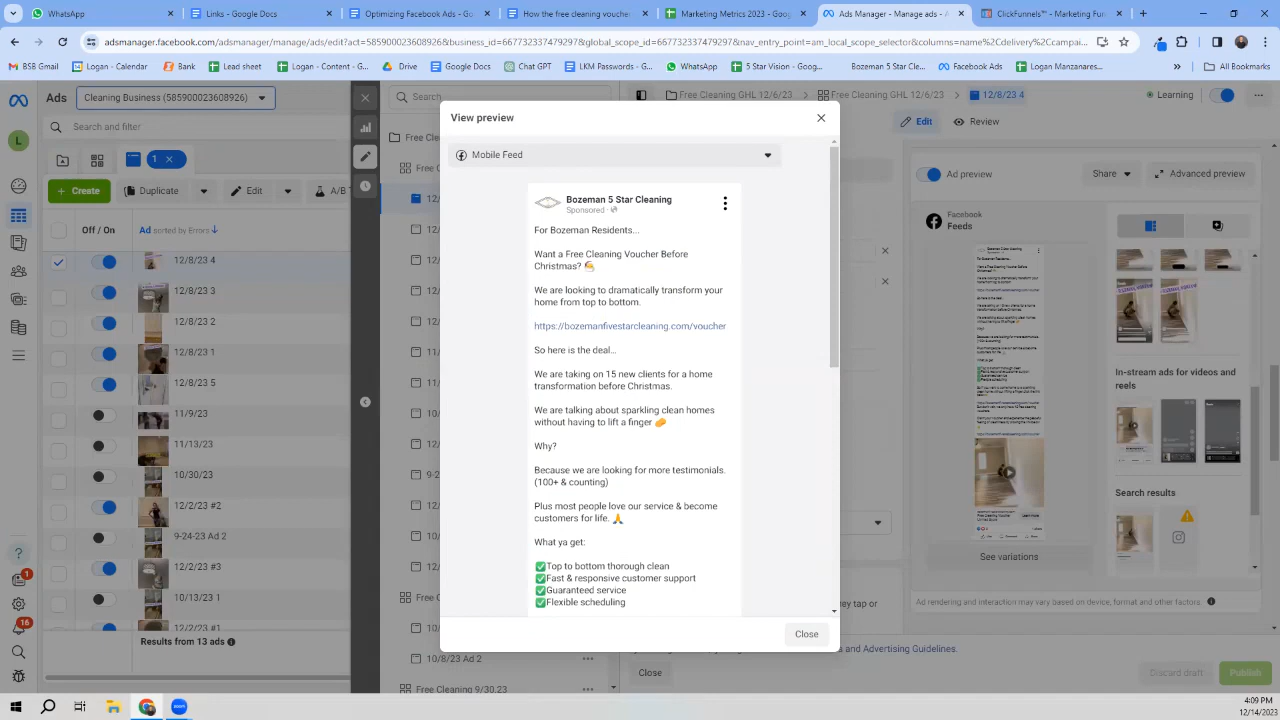 WhatsApp
Links - Google Docs
Optimizing Facebook Ads - Goo
How free cleaning voucher work
Marketing Metrics 2023 - Goog
Ads Manager - Manage ads - A
ClickFunnels™ - Marketing Fun
adsmanager.facebook.com/adsmanager/manage/ads/edit?act=585900023608926&business_id=667732337479297&global_scope_id=667732337479297&nav_entry_point=am_local_scope_selector&columns=name%2Cdelivery%2Ccampai...
BSB Gmail
Logan - Calendar
Bank
Lead sheet
Logan - Content - G...
Drive
Google Docs
Chat GPT
LKM Passwords - G...
WhatsApp
5 Star Vision - Goog...
Bozeman 5 Star Cle...
Facebook Ads
Logan Manamanze...
All Bookmarks
Ads
Cleaning Business (585900023608926)
Search and filter
1
Create
Duplicate
Edit
A/B T
Off / On
Ad sorted by Errors
12/8/23 4
12/8/23 3
12/8/23 2
12/8/23 1
12/8/23 5
11/9/23
11/13/23
10/30/23
12/2/23 #2
9-24-23 Ad 2
12/2/23 #3
10/13/23 1
12/2/23 #1
Results from 13 ads
Search
10/8/23 Ad 2
Free Cleaning 9/30.23
View preview
Mobile Feed
Bozeman 5 Star Cleaning
Sponsored ·
For Bozeman Residents...
Want a Free Cleaning Voucher Before
Christmas? 🎅
We are looking to dramatically transform your
home from top to bottom.
https://bozemanfivestarcleaning.com/voucher
So here is the deal...
We are taking on 15 new clients for a home
transformation before Christmas.
We are talking about sparkling clean homes
without having to lift a finger 🧽
Why?
Because we are looking for more testimonials.
(100+ & counting)
Plus most people love our service & become
customers for life. 🙏
What ya get:
✅Top to bottom thorough clean
✅Fast & responsive customer support
✅Guaranteed service
✅Flexible scheduling
Close
Free Cleaning GHL 12/6/23
Free Cleaning GHL 12/6/23
12/8/23 4
Learning
Edit
Review
Ad preview
Share
Advanced preview
Facebook
Feeds
In-stream ads for videos and
reels
Search results
See variations
Ad rendering and interaction may vary based on device, format and other factors.
and Advertising Guidelines.
Close
Discard draft
Publish
4:09 PM
12/14/2023